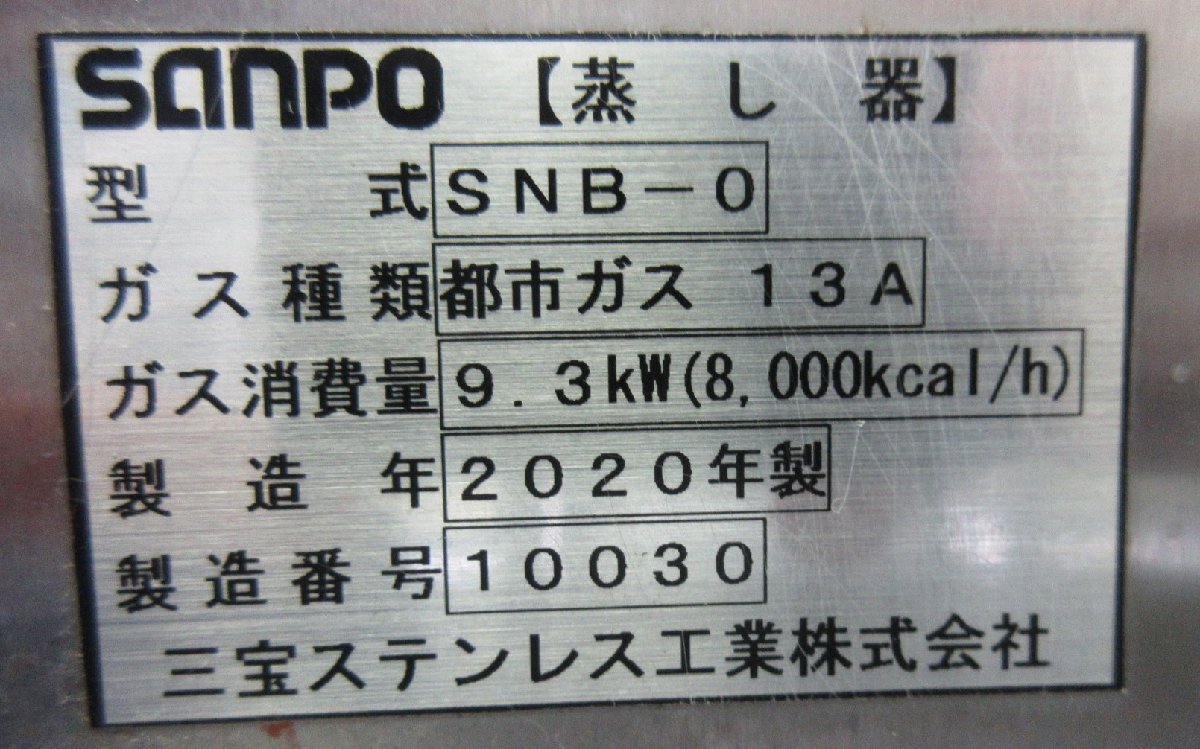 SANPO 【蒸し器】
型式 SNB-0
ガス種類 都市ガス 13A
ガス消費量 9.3kW(8,000kcal/h)
製造年 2020年製
製造番号 10030
三宝ステンレス工業株式会社